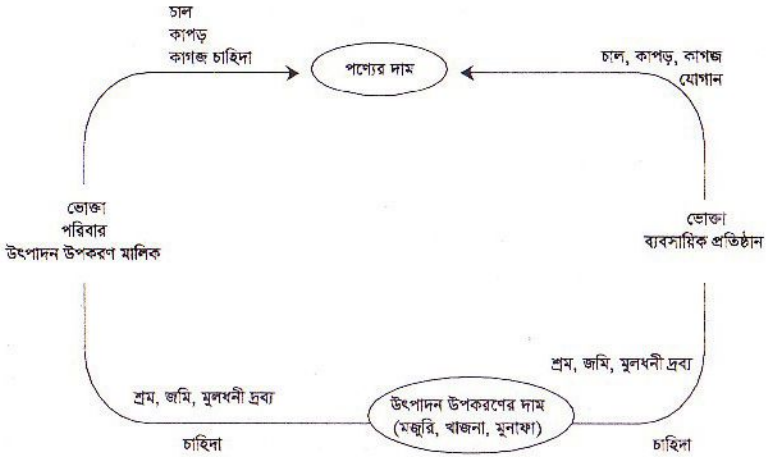 চাল
কাপড়
কাগজ চাহিদা
পণ্যের দাম
চাল, কাপড়, কাগজ
যোগান
ভোক্তা
পরিবার
উৎপাদন উপকরণ মালিক
ভোক্তা
ব্যবসায়িক প্রতিষ্ঠান
শ্রম, জমি, মুলধনী দ্রব্য
শ্রম, জমি, মুলধনী দ্রব্য
উৎপাদন উপকরণের দাম
(মজুরি, খাজনা, মুনাফা)
চাহিদা
চাহিদা